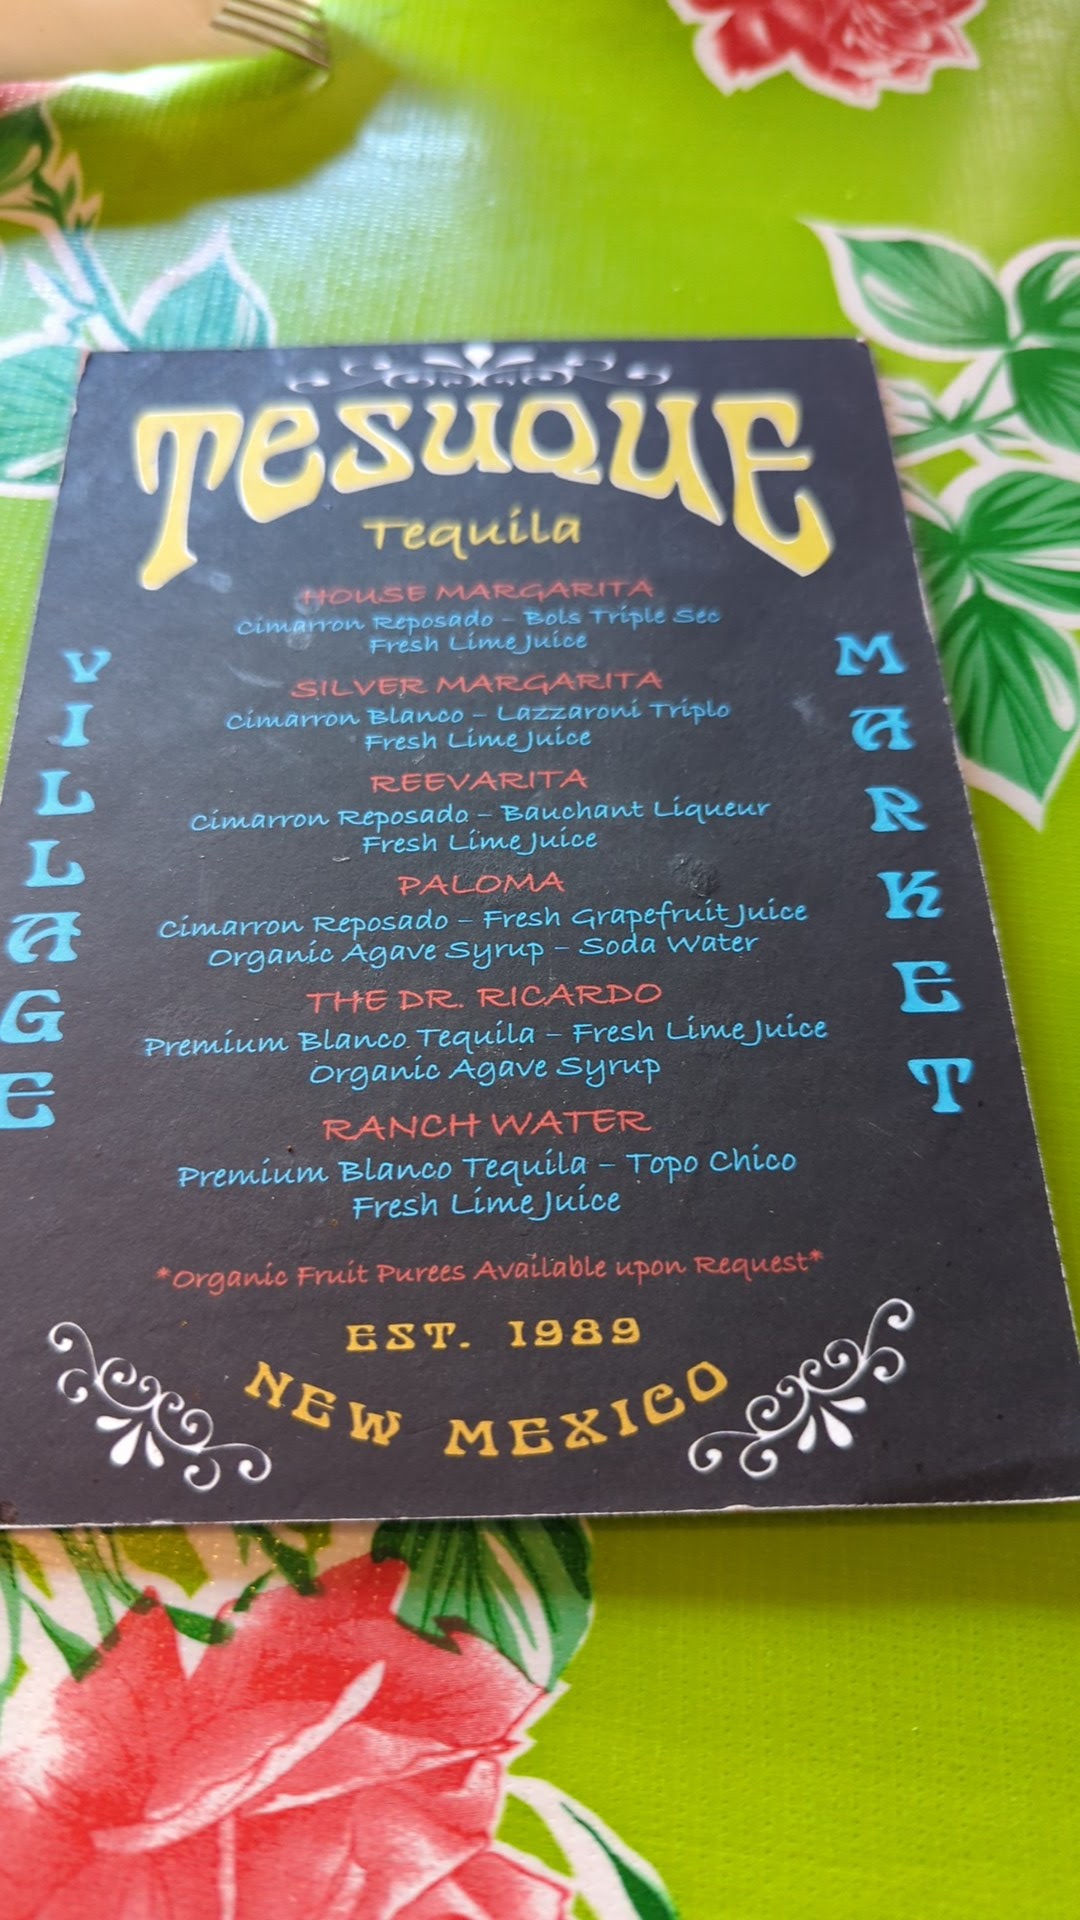 TESUQUE
Tequila
VILLAGE
MARKET
HOUSE MARGARITA
Cimarron Reposado – Bols Triple Sec
Fresh Lime Juice
SILVER MARGARITA
Cimarron Blanco – Lazzaroni Triplo
Fresh Lime Juice
REEVARITA
Cimarron Reposado – Bauchant Liqueur
Fresh Lime Juice
PALOMA
Cimarron Reposado – Fresh Grapefruit Juice
Organic Agave Syrup – Soda Water
THE DR. RICARDO
Premium Blanco Tequila – Fresh Lime Juice
Organic Agave Syrup
RANCH WATER
Premium Blanco Tequila – Topo Chico
Fresh Lime Juice
*Organic Fruit Purees Available upon Request*
EST. 1989
NEW MEXICO